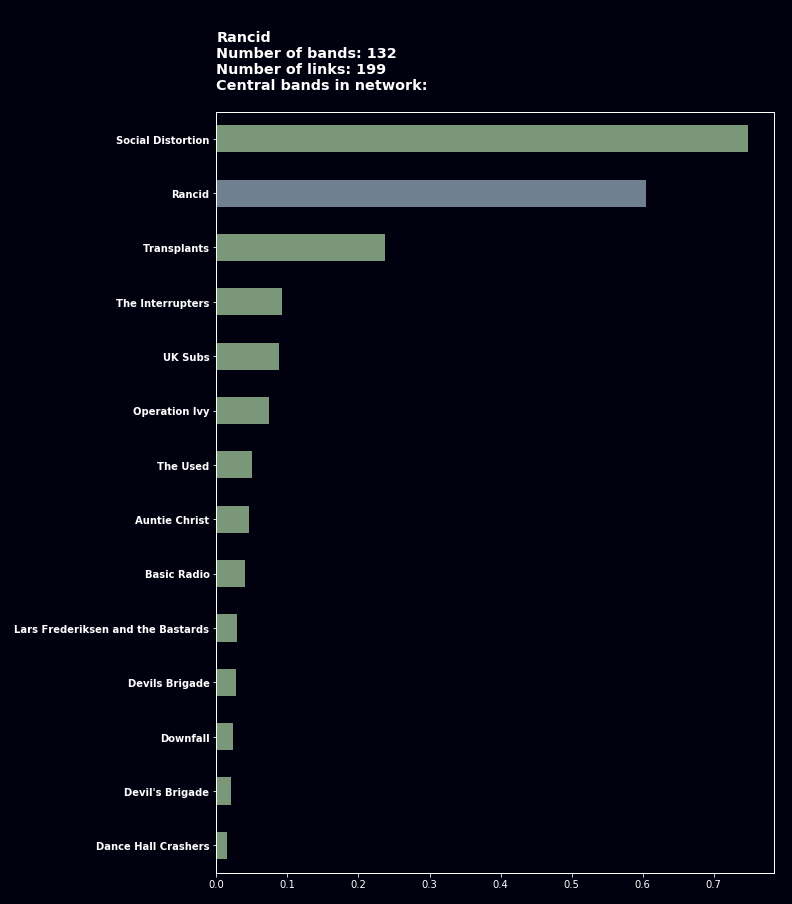 Rancid
Number of bands: 132
Number of links: 199
Central bands in network:
Social Distortion
Rancid
Transplants
The Interrupters
UK Subs
Operation Ivy
The Used
Auntie Christ
Basic Radio
Lars Frederiksen and the Bastards
Devils Brigade
Downfall
Devil's Brigade
Dance Hall Crashers
0.0 0.1 0.2 0.3 0.4 0.5 0.6 0.7